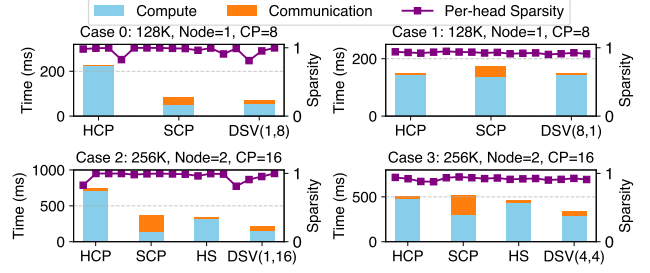 Compute Communication Per-head Sparsity
Case 0: 128K, Node=1, CP=8
Time (ms)
200
0
1
0
Sparsity
HCP SCP DSV(1,8)
Case 1: 128K, Node=1, CP=8
Time (ms)
200
0
1
0
Sparsity
HCP SCP DSV(8,1)
Case 2: 256K, Node=2, CP=16
Time (ms)
1000
500
0
1
0
Sparsity
HCP SCP HS DSV(1,16)
Case 3: 256K, Node=2, CP=16
Time (ms)
500
0
1
0
Sparsity
HCP SCP HS DSV(4,4)